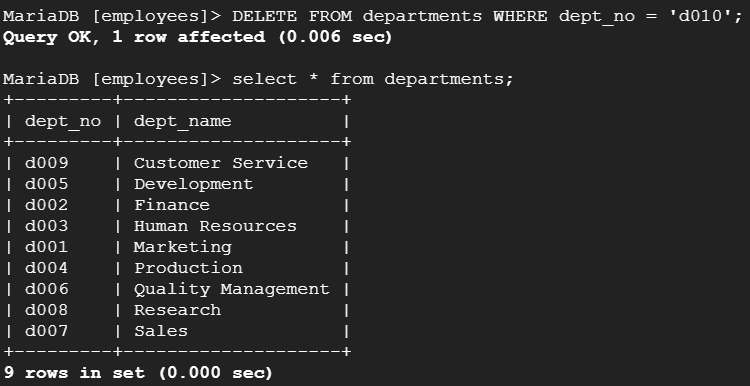 MariaDB [employees]> DELETE FROM departments WHERE dept_no = 'd010';
Query OK, 1 row affected (0.006 sec)
MariaDB [employees]> select * from departments;
+---------+--------------------+
| dept_no | dept_name          |
+---------+--------------------+
| d009    | Customer Service   |
| d005    | Development        |
| d002    | Finance            |
| d003    | Human Resources    |
| d001    | Marketing          |
| d004    | Production         |
| d006    | Quality Management |
| d008    | Research           |
| d007    | Sales              |
+---------+--------------------+
9 rows in set (0.000 sec)